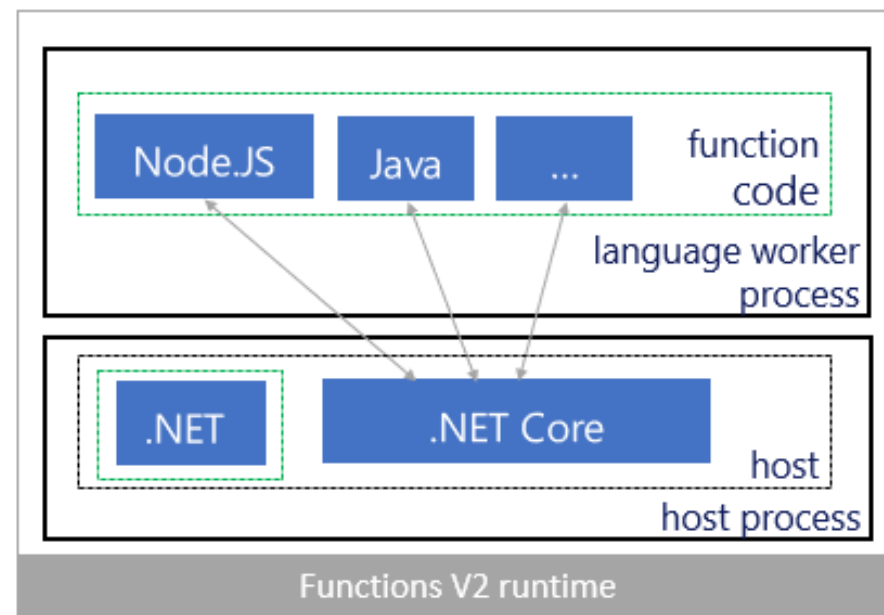 Node.JS
Java
...
function
code
language worker
process
.NET
.NET Core
host
host process
Functions V2 runtime